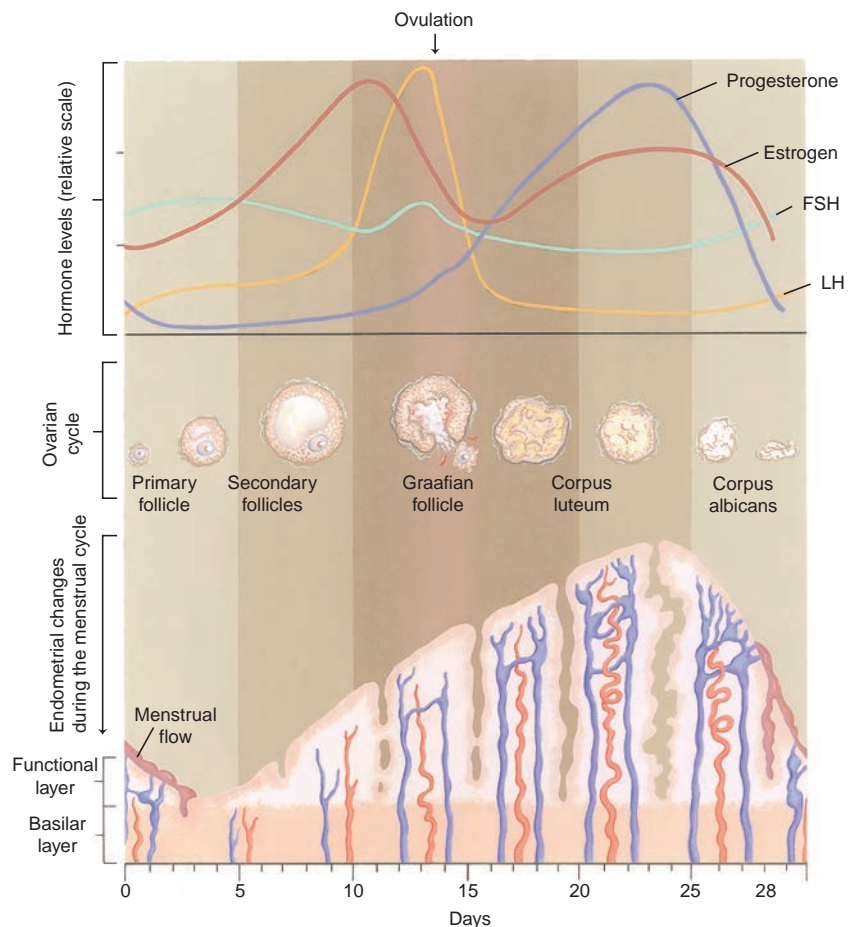 Ovulation
Hormone levels (relative scale)
Progesterone
Estrogen
FSH
LH
Ovarian
cycle
Primary
follicle
Secondary
follicles
Graafian
follicle
Corpus
luteum
Corpus
albicans
Endometrial changes
during the menstrual cycle
Menstrual
flow
Functional
layer
Basilar
layer
0 5 10 15 20 25 28
Days